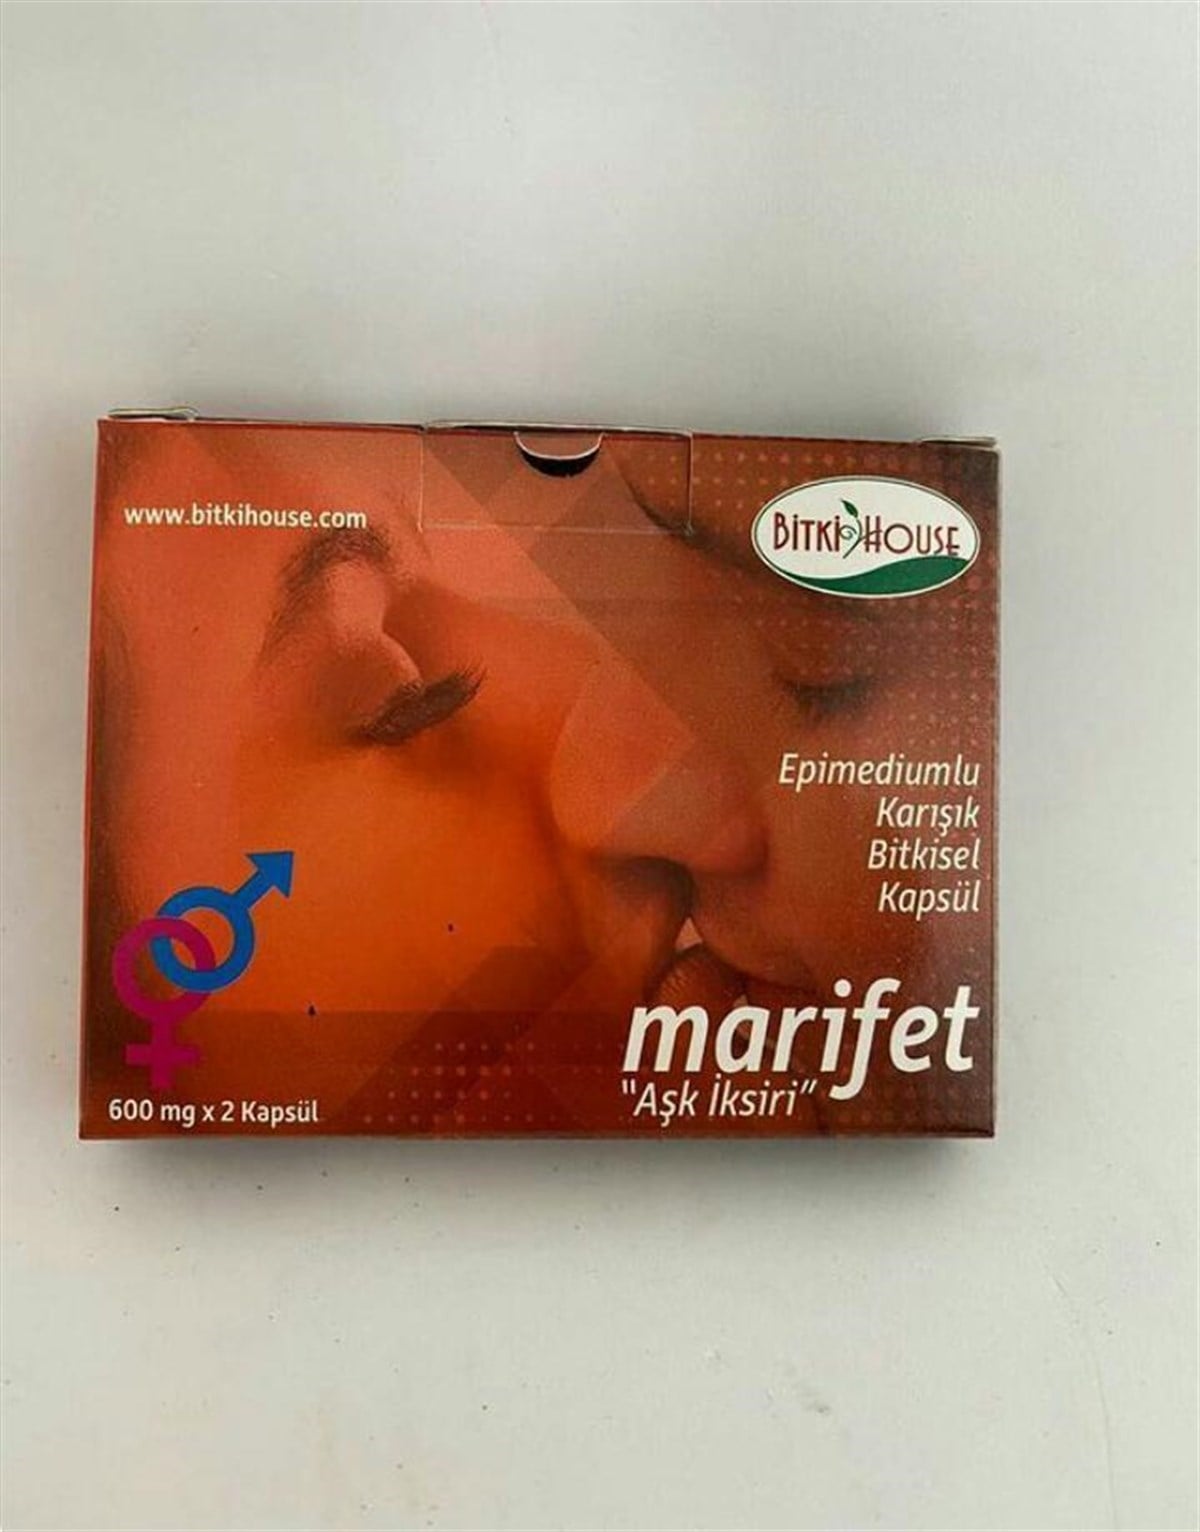 www.bitkihouse.com
BİTKİ HOUSE
Epimediumlu
Karışık
Bitkisel
Kapsül
marifet
"Aşk İksiri"
600 mg x 2 Kapsül